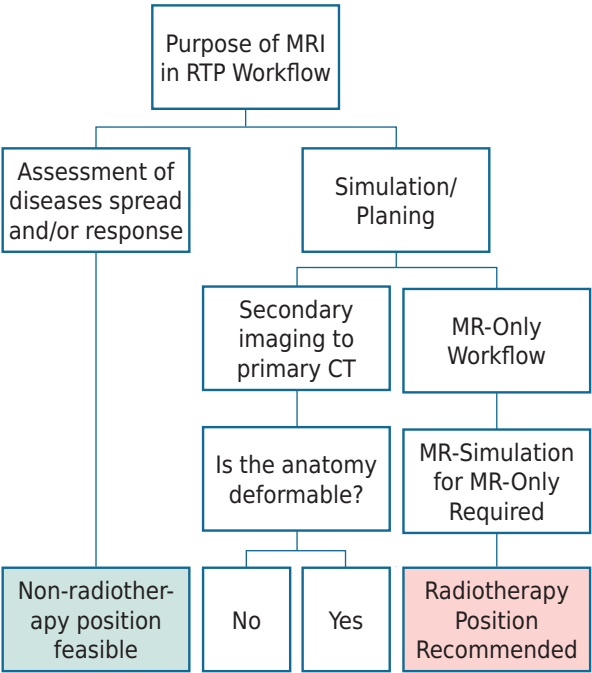 Purpose of MRI
in RTP Workflow
Assessment of
diseases spread
and/or response
Simulation/
Planing
Secondary
imaging to
primary CT
MR-Only
Workflow
Is the anatomy
deformable?
MR-Simulation
for MR-Only
Required
Non-radiother-
apy position
feasible
No
Yes
Radiotherapy
Position
Recommended